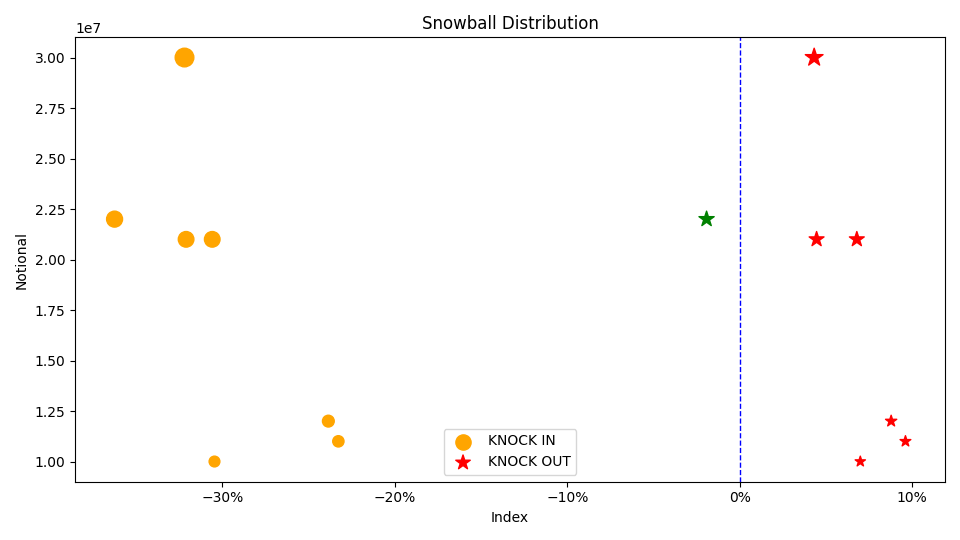 Snowball Distribution
1e7
3.00
2.75
2.50
2.25
2.00
1.75
1.50
1.25
1.00
Notional
KNOCK IN
KNOCK OUT
−30%
−20%
−10%
0%
10%
Index